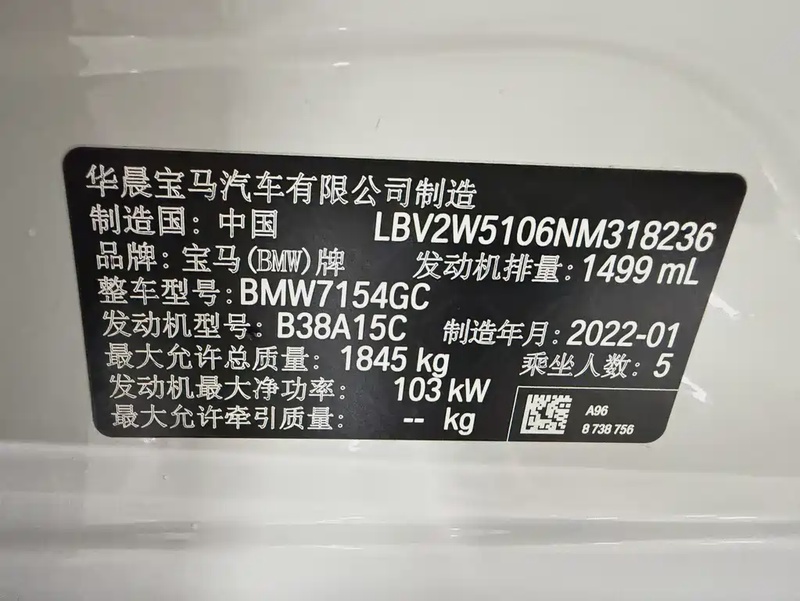 华晨宝马汽车有限公司制造
制造国: 中国 LBV2W5106NM318236
品牌: 宝马(BMW)牌 发动机排量: 1499 mL
整车型号: BMW7154GC
发动机型号: B38A15C 制造年月: 2022-01
最大允许总质量: 1845 kg 乘坐人数: 5
发动机最大净功率: 103 kW
最大允许牵引质量: -- kg
A96
8 738 756